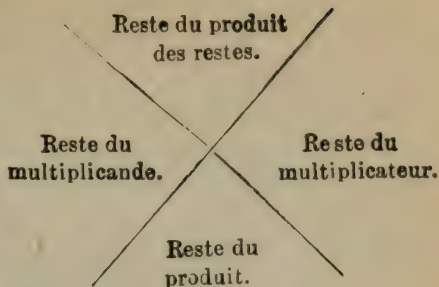 Reste du produit
des restes.
Reste du
multiplicande.
Reste du
multiplicateur.
Reste du
produit.